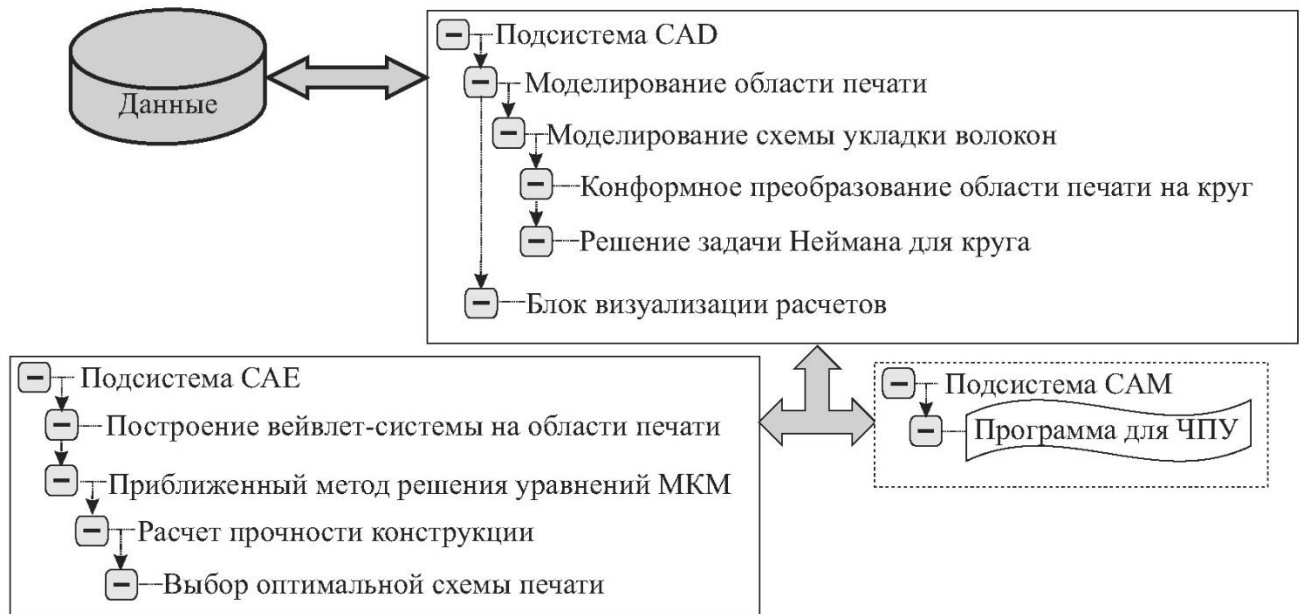 Данные
Подсистема CAD
Моделирование области печати
Моделирование схемы укладки волокон
Конформное преобразование области печати на круг
Решение задачи Неймана для круга
Блок визуализации расчетов
Подсистема CAE
Построение вейвлет-системы на области печати
Приближенный метод решения уравнений МКМ
Расчет прочности конструкции
Выбор оптимальной схемы печати
Подсистема CAM
Программа для ЧПУ